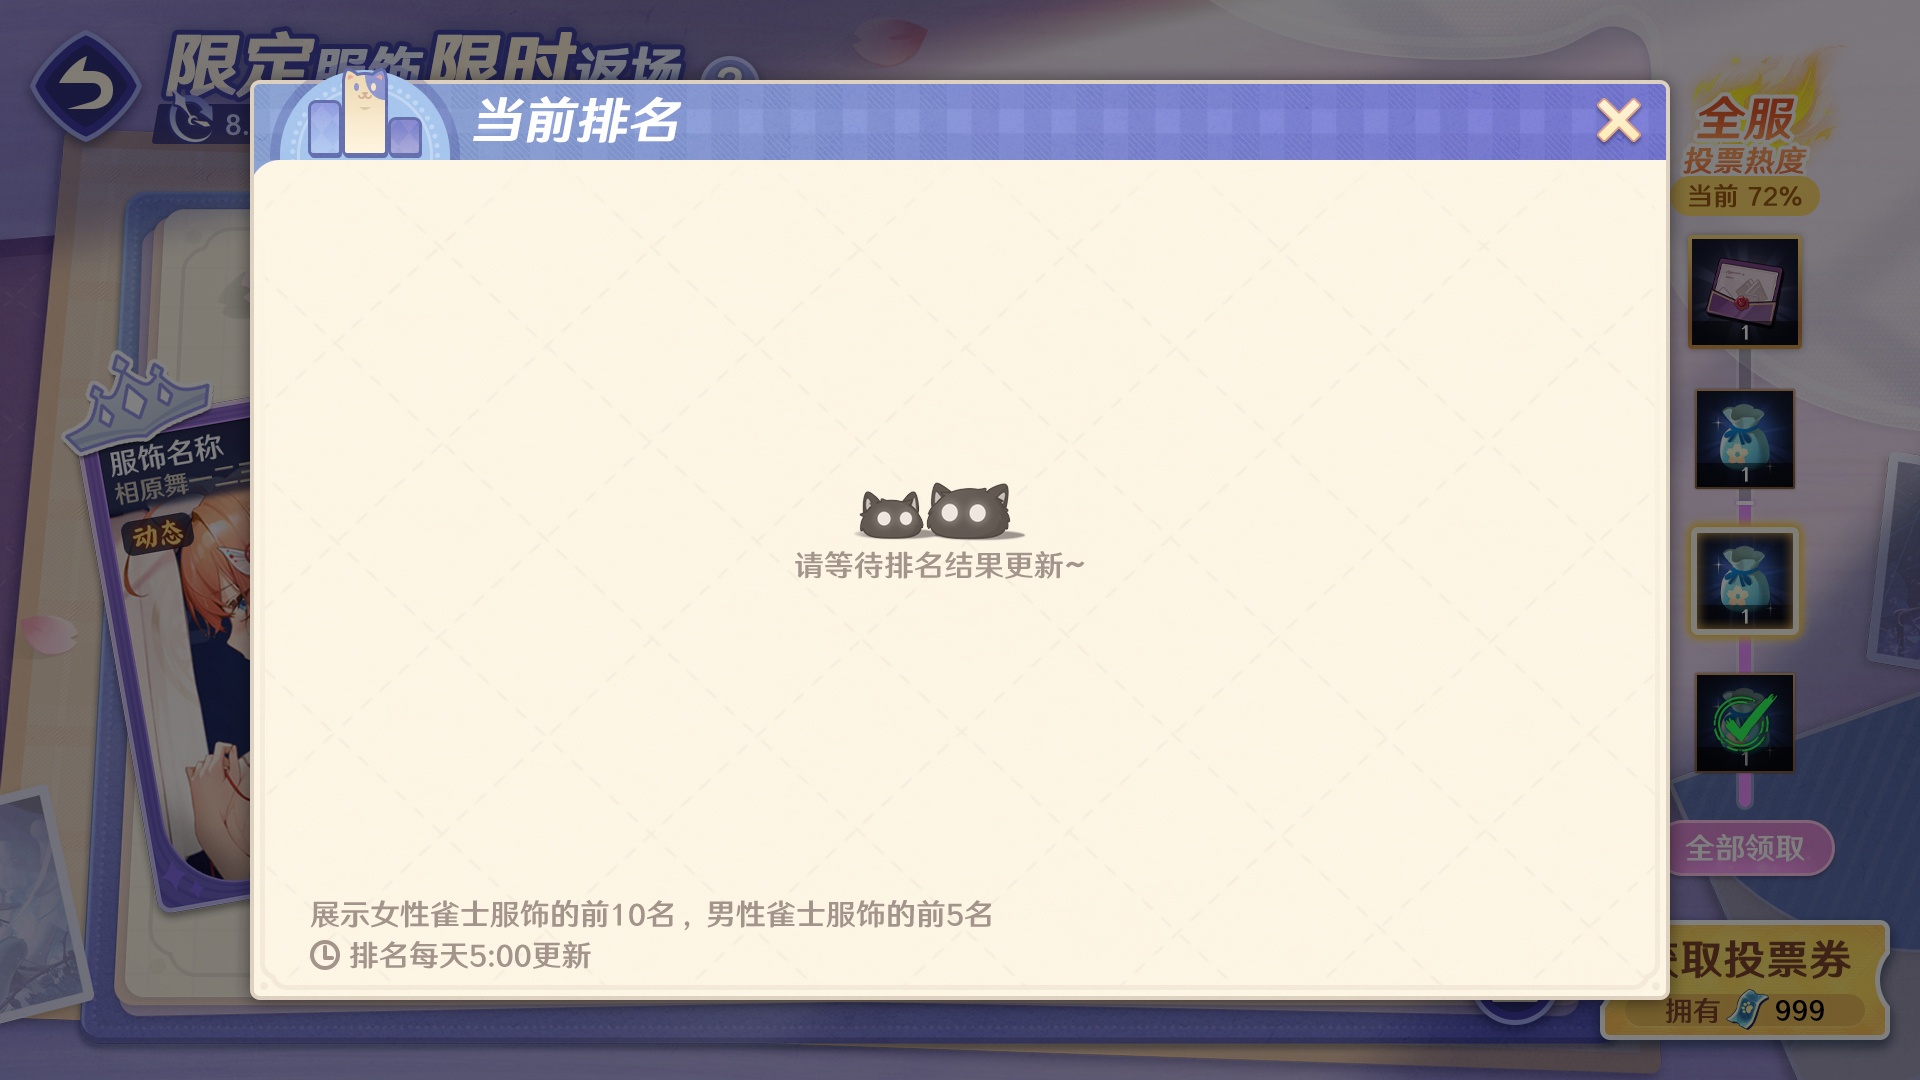 限定服饰限时返场
8.
当前排名
全服
投票热度
当前 72%
1
1
1
1
服饰名称
相原舞一二三
动态
请等待排名结果更新~
全部领取
展示女性雀士服饰的前10名，男性雀士服饰的前5名
排名每天5:00更新
获取投票券
拥有 999